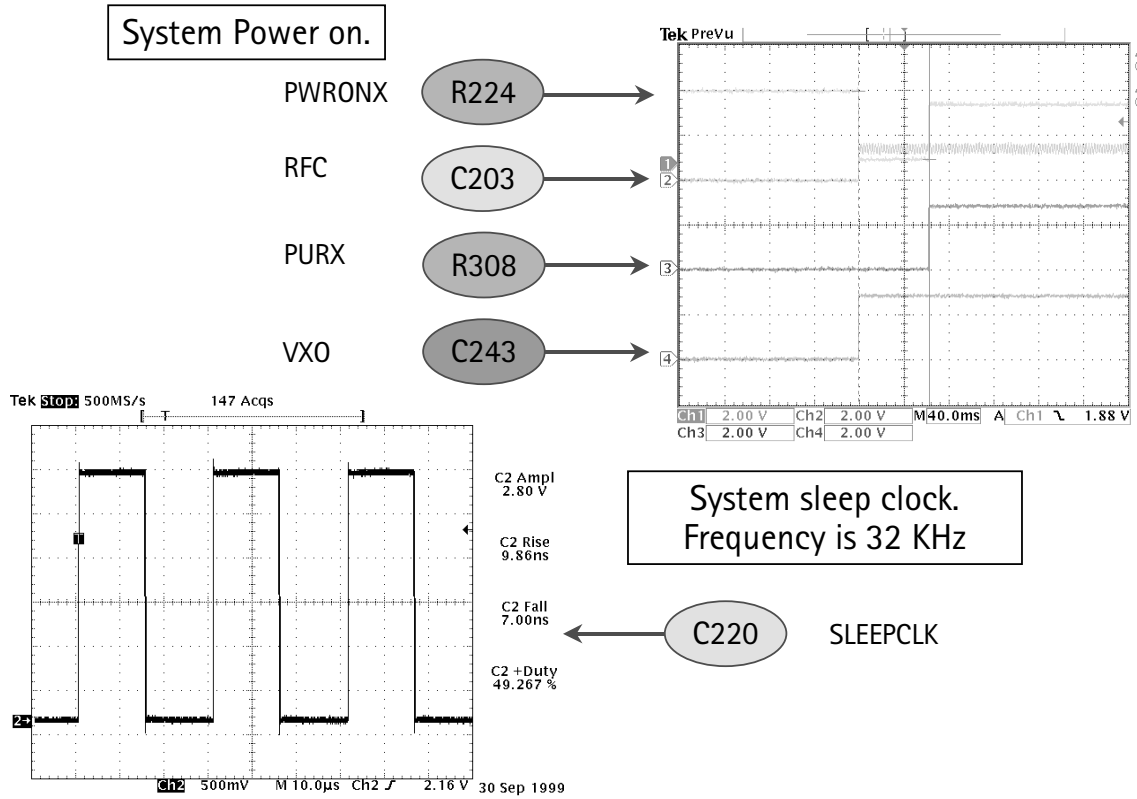 System Power on.
PWRONX
R224
RFC
C203
PURX
R308
VXO
C243
Tek PreVu
1
2
3
4
Ch1 2.00 V Ch2 2.00 V M 40.0ms A Ch1 1.88 V
Ch3 2.00 V Ch4 2.00 V
Tek Stop: 500MS/s 147 Acqs
T
C2 Ampl
2.80 V
C2 Rise
9.86ns
C2 Fall
7.00ns
C2 +Duty
49.267 %
2
Ch2 500mV M 10.0µs Ch2 2.16 V 30 Sep 1999
System sleep clock.
Frequency is 32 KHz
C220
SLEEPCLK